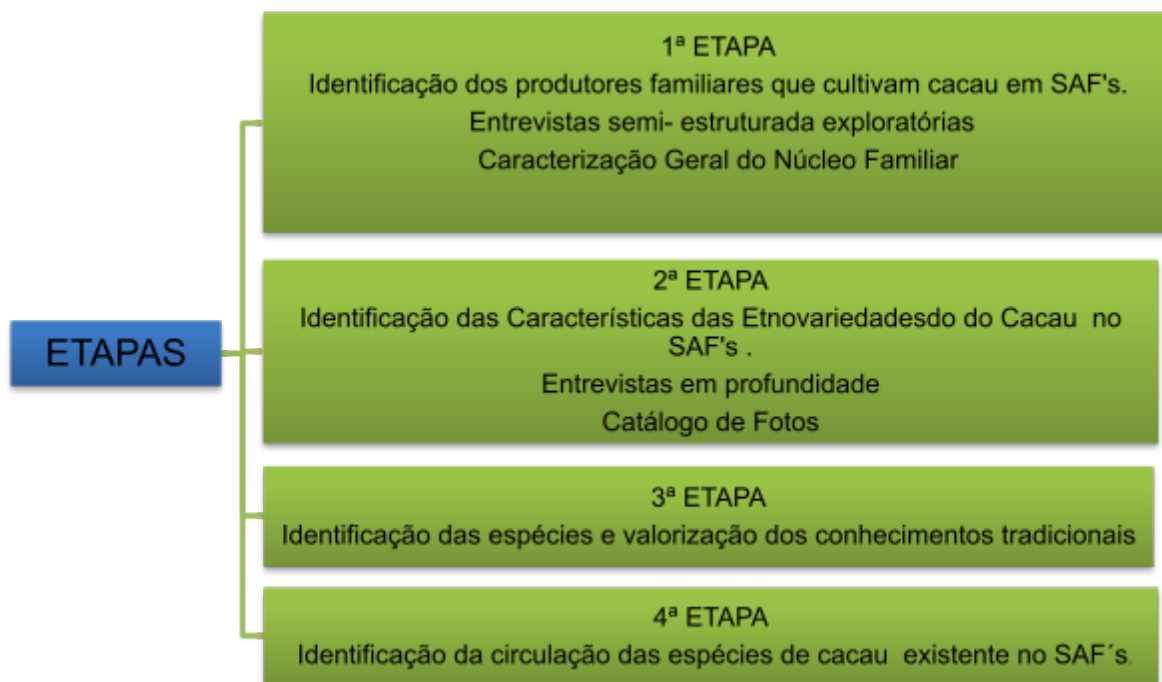 ETAPAS
1ª ETAPA
Identificação dos produtores familiares que cultivam cacau em SAF's.
Entrevistas semi- estruturada exploratórias
Caracterização Geral do Núcleo Familiar
2ª ETAPA
Identificação das Características das Etnovariedadesdo do Cacau no
SAF's .
Entrevistas em profundidade
Catálogo de Fotos
3ª ETAPA
Identificação das espécies e valorização dos conhecimentos tradicionais
4ª ETAPA
Identificação da circulação das espécies de cacau existente no SAF´s.